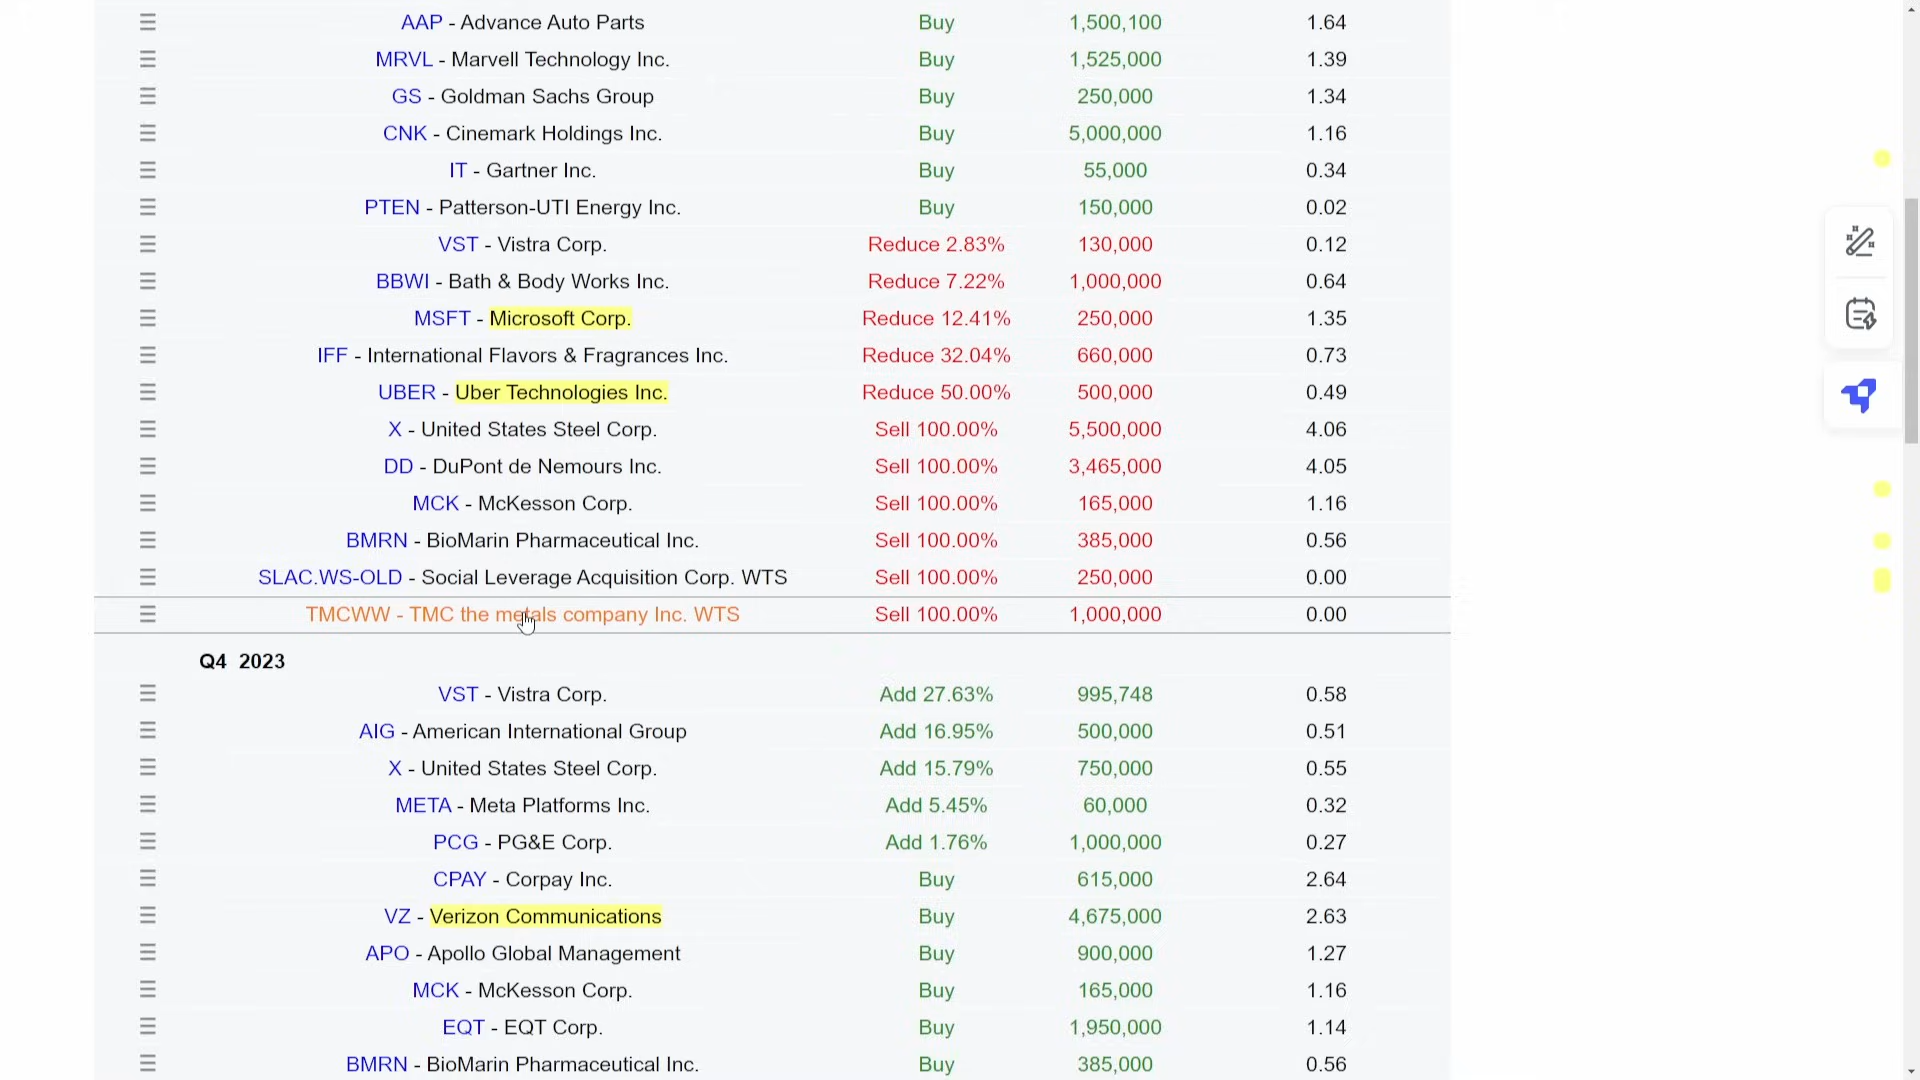 AAP - Advance Auto Parts Buy 1,500,100 1.64
MRVL - Marvell Technology Inc. Buy 1,525,000 1.39
GS - Goldman Sachs Group Buy 250,000 1.34
CNK - Cinemark Holdings Inc. Buy 5,000,000 1.16
IT - Gartner Inc. Buy 55,000 0.34
PTEN - Patterson-UTI Energy Inc. Buy 150,000 0.02
VST - Vistra Corp. Reduce 2.83% 130,000 0.12
BBWI - Bath & Body Works Inc. Reduce 7.22% 1,000,000 0.64
MSFT - Microsoft Corp. Reduce 12.41% 250,000 1.35
IFF - International Flavors & Fragrances Inc. Reduce 32.04% 660,000 0.73
UBER - Uber Technologies Inc. Reduce 50.00% 500,000 0.49
X - United States Steel Corp. Sell 100.00% 5,500,000 4.06
DD - DuPont de Nemours Inc. Sell 100.00% 3,465,000 4.05
MCK - McKesson Corp. Sell 100.00% 165,000 1.16
BMRN - BioMarin Pharmaceutical Inc. Sell 100.00% 385,000 0.56
SLAC.WS-OLD - Social Leverage Acquisition Corp. WTS Sell 100.00% 250,000 0.00
TMCWW - TMC the metals company Inc. WTS Sell 100.00% 1,000,000 0.00
Q4 2023
VST - Vistra Corp. Add 27.63% 995,748 0.58
AIG - American International Group Add 16.95% 500,000 0.51
X - United States Steel Corp. Add 15.79% 750,000 0.55
META - Meta Platforms Inc. Add 5.45% 60,000 0.32
PCG - PG&E Corp. Add 1.76% 1,000,000 0.27
CPAY - Corpay Inc. Buy 615,000 2.64
VZ - Verizon Communications Buy 4,675,000 2.63
APO - Apollo Global Management Buy 900,000 1.27
MCK - McKesson Corp. Buy 165,000 1.16
EQT - EQT Corp. Buy 1,950,000 1.14
BMRN - BioMarin Pharmaceutical Inc. Buy 385,000 0.56